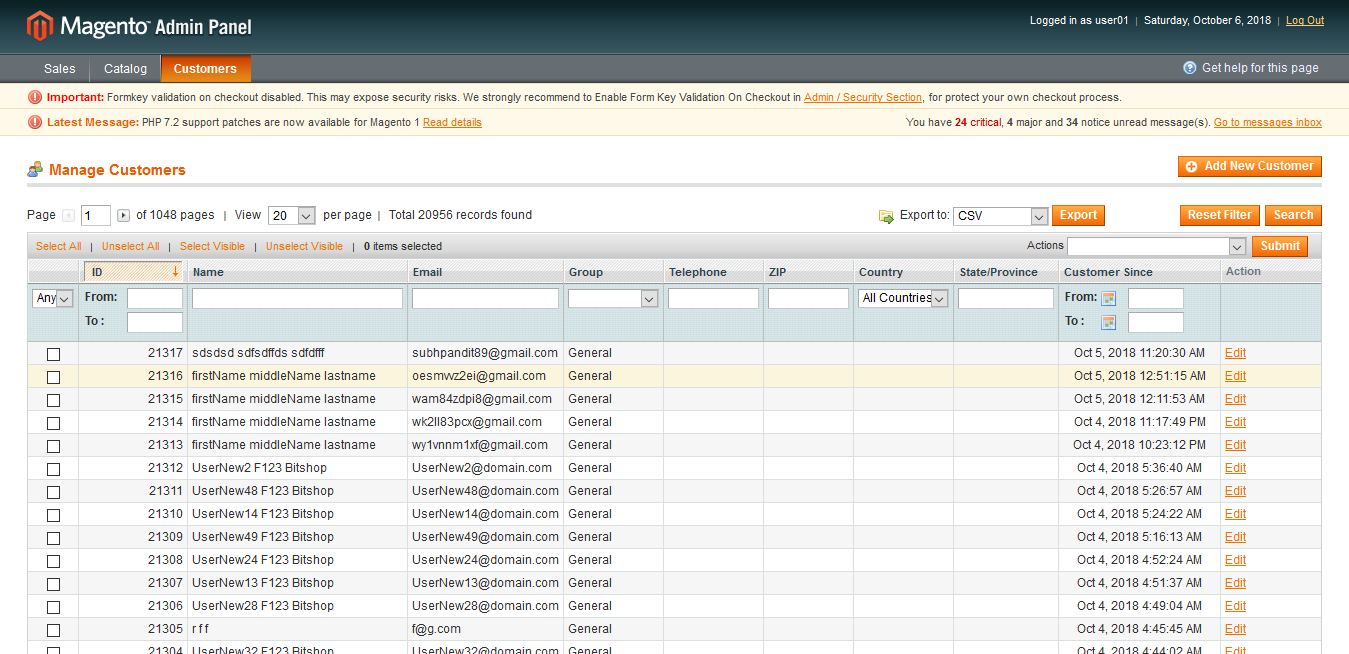 Magento™ Admin Panel
Logged in as user01 | Saturday, October 6, 2018 | Log Out
Sales Catalog Customers Get help for this page
Important: Formkey validation on checkout disabled. This may expose security risks. We strongly recommend to Enable Form Key Validation On Checkout in Admin / Security Section, for protect your own checkout process.
Latest Message: PHP 7.2 support patches are now available for Magento 1 Read details You have 24 critical, 4 major and 34 notice unread message(s). Go to messages inbox
Manage Customers Add New Customer
Page 1 of 1048 pages | View 20 per page | Total 20956 records found Export to: CSV Export Reset Filter Search
Select All | Unselect All | Select Visible | Unselect Visible | 0 items selected Actions Submit
ID Name Email Group Telephone ZIP Country State/Province Customer Since Action
Any From: All Countries From:
To : To :
21317 sdsdsd sdfsdffds sdfdfff subhpandit89@gmail.com General Oct 5, 2018 11:20:30 AM Edit
21316 firstName middleName lastname oesmvvz2ei@gmail.com General Oct 5, 2018 12:51:15 AM Edit
21315 firstName middleName lastname wam84zdpi8@gmail.com General Oct 5, 2018 12:11:53 AM Edit
21314 firstName middleName lastname wk2ll83pcx@gmail.com General Oct 4, 2018 11:17:49 PM Edit
21313 firstName middleName lastname wy1vnnm1xf@gmail.com General Oct 4, 2018 10:23:12 PM Edit
21312 UserNew2 F123 Bitshop UserNew2@domain.com General Oct 4, 2018 5:36:40 AM Edit
21311 UserNew48 F123 Bitshop UserNew48@domain.com General Oct 4, 2018 5:26:57 AM Edit
21310 UserNew14 F123 Bitshop UserNew14@domain.com General Oct 4, 2018 5:24:22 AM Edit
21309 UserNew49 F123 Bitshop UserNew49@domain.com General Oct 4, 2018 5:16:13 AM Edit
21308 UserNew24 F123 Bitshop UserNew24@domain.com General Oct 4, 2018 4:52:24 AM Edit
21307 UserNew13 F123 Bitshop UserNew13@domain.com General Oct 4, 2018 4:51:37 AM Edit
21306 UserNew28 F123 Bitshop UserNew28@domain.com General Oct 4, 2018 4:49:04 AM Edit
21305 r f f f@g.com General Oct 4, 2018 4:45:45 AM Edit
21304 UserNew32 F123 Bitshop UserNew32@domain.com General Oct 4, 2018 4:44:02 AM Edit